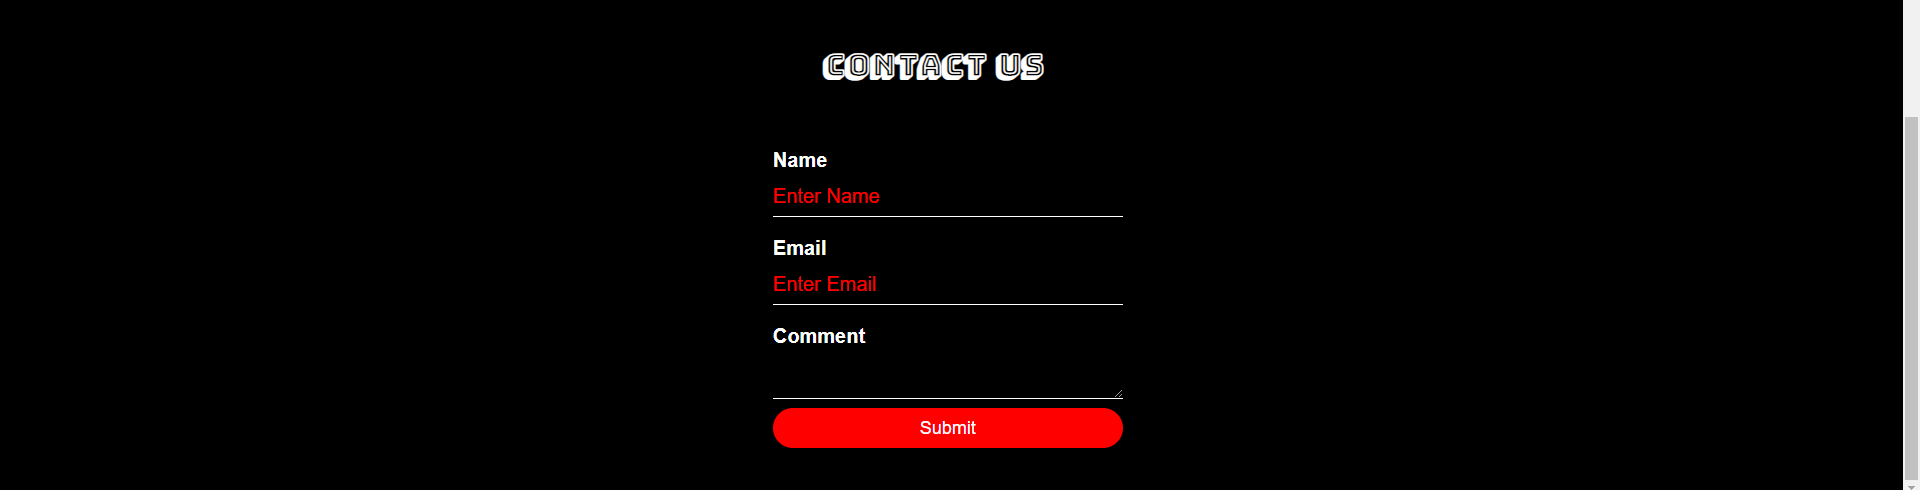 CONTACT US
Name
Enter Name
Email
Enter Email
Comment
Submit